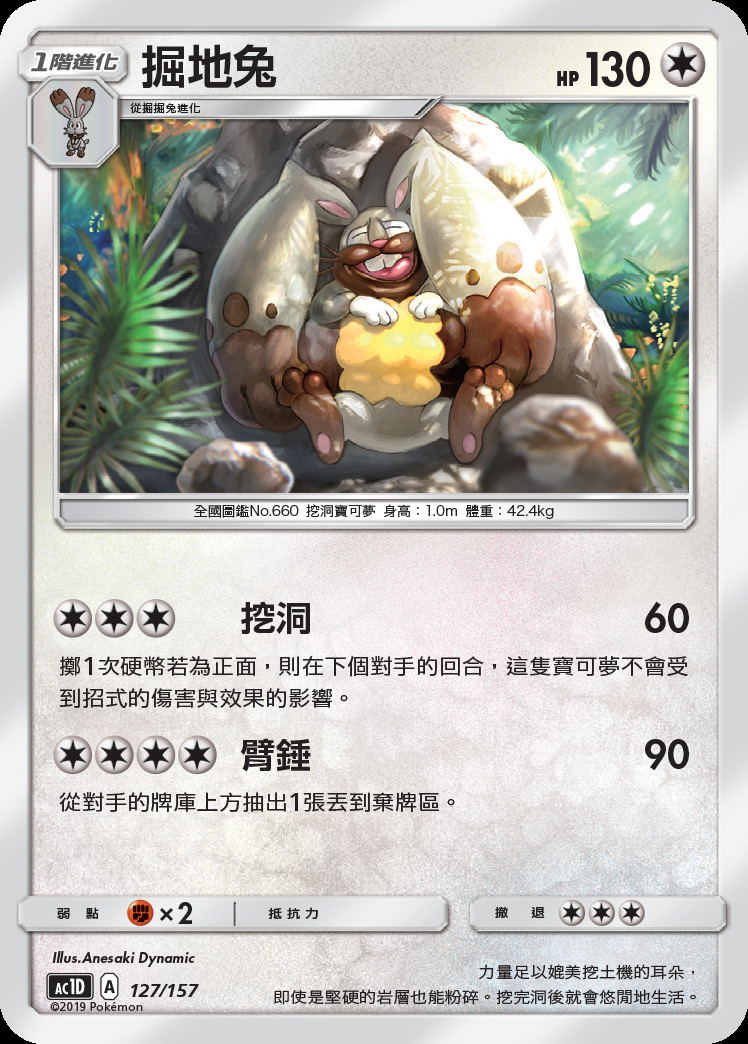 1階進化
掘地兔
HP 130
從掘掘兔進化
全國圖鑑No.660 挖洞寶可夢 身高：1.0m 體重：42.4kg
挖洞 60
擲1次硬幣若為正面，則在下個對手的回合，這隻寶可夢不會受
到招式的傷害與效果的影響。
臂錘 90
從對手的牌庫上方抽出1張丟到棄牌區。
弱點 ×2 抵抗力 撤退
Illus.Anesaki Dynamic
力量足以媲美挖土機的耳朵，
AC1D A 127/157
即使是堅硬的岩層也能粉碎。挖完洞後就會悠閒地生活。
©2019 Pokémon